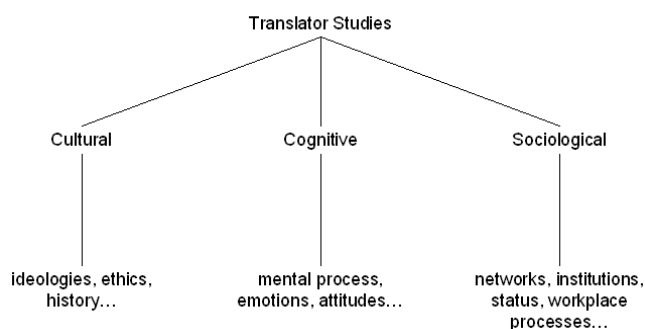 Translator Studies
Cultural
Cognitive
Sociological
ideologies, ethics,
history...
mental process,
emotions, attitudes...
networks, institutions,
status, workplace
processes...